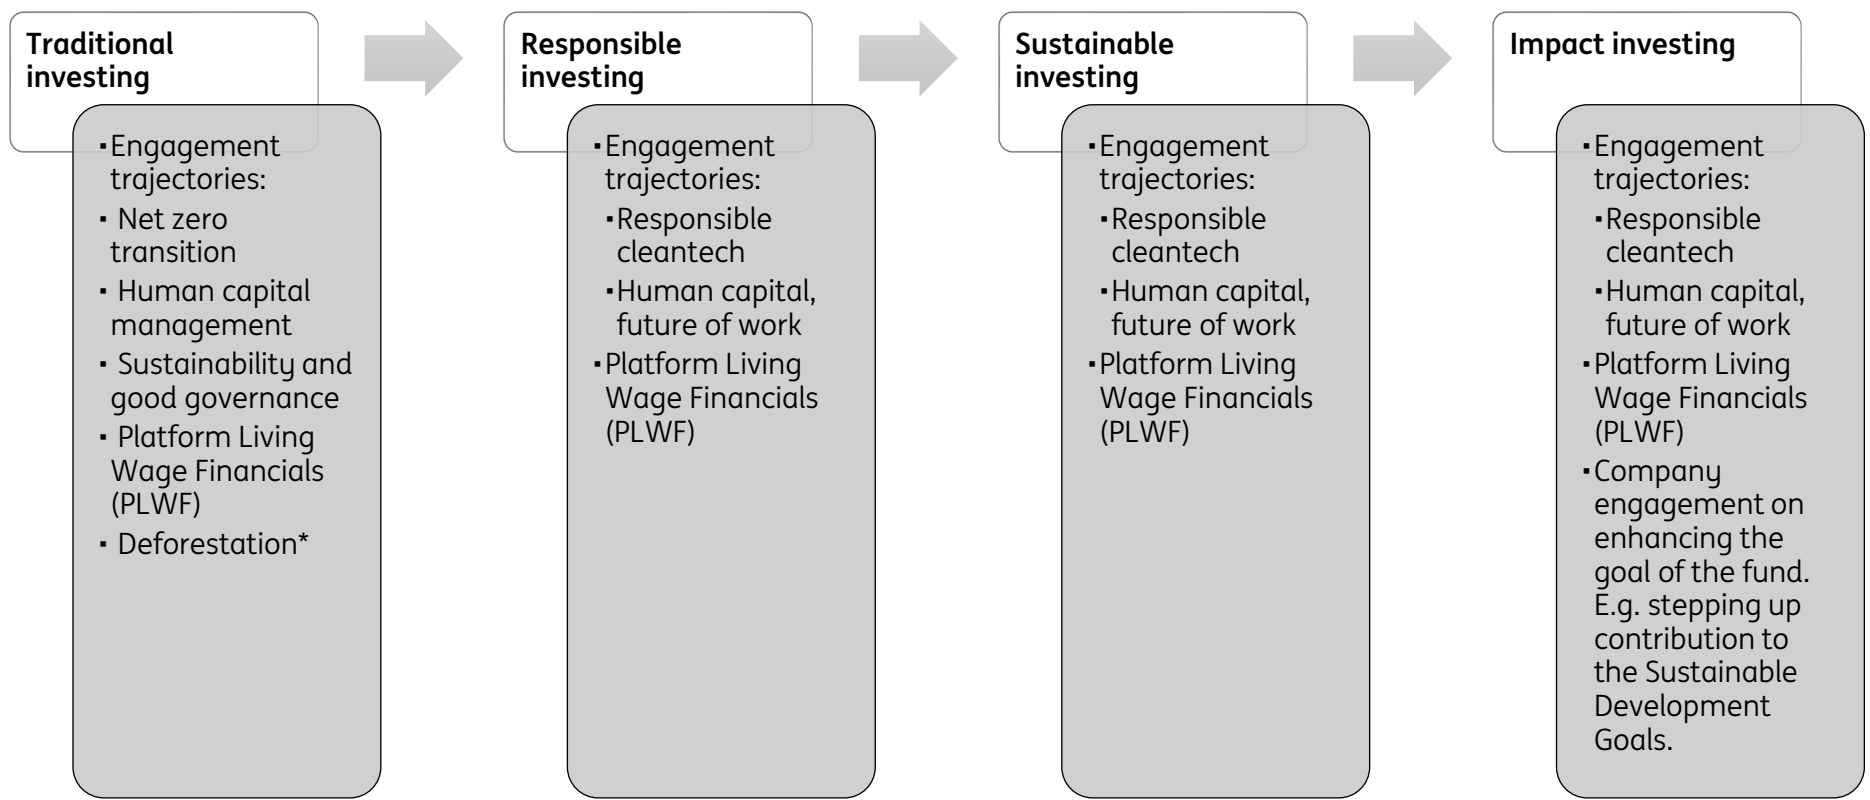 Traditional
investing
▪Engagement
trajectories:
▪ Net zero
transition
▪ Human capital
management
▪ Sustainability and
good governance
▪ Platform Living
Wage Financials
(PLWF)
▪ Deforestation*
Responsible
investing
▪Engagement
trajectories:
▪Responsible
cleantech
▪Human capital,
future of work
▪Platform Living
Wage Financials
(PLWF)
Sustainable
investing
▪Engagement
trajectories:
▪Responsible
cleantech
▪Human capital,
future of work
▪Platform Living
Wage Financials
(PLWF)
Impact investing
▪Engagement
trajectories:
▪Responsible
cleantech
▪Human capital,
future of work
▪Platform Living
Wage Financials
(PLWF)
▪Company
engagement on
enhancing the
goal of the fund.
E.g. stepping up
contribution to
the Sustainable
Development
Goals.